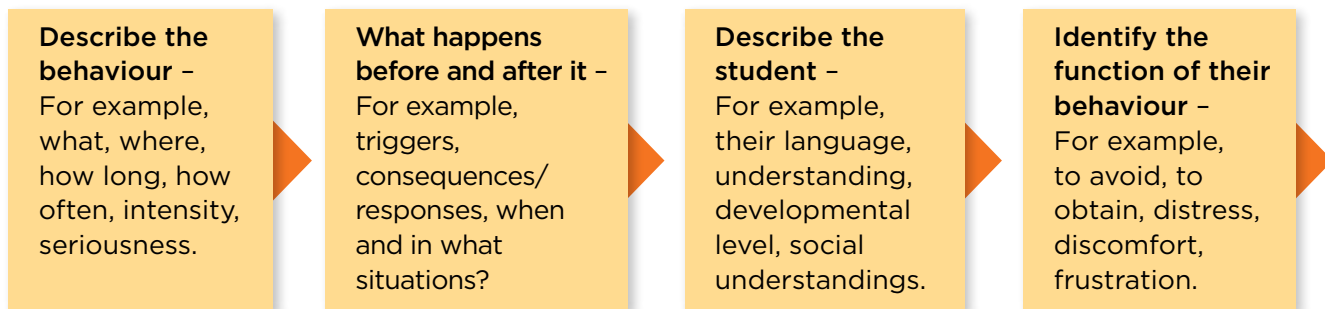 Describe the
behaviour –
For example,
what, where,
how long, how
often, intensity,
seriousness.
What happens
before and after it –
For example,
triggers,
consequences/
responses, when
and in what
situations?
Describe the
student –
For example,
their language,
understanding,
developmental
level, social
understandings.
Identify the
function of their
behaviour –
For example,
to avoid, to
obtain, distress,
discomfort,
frustration.